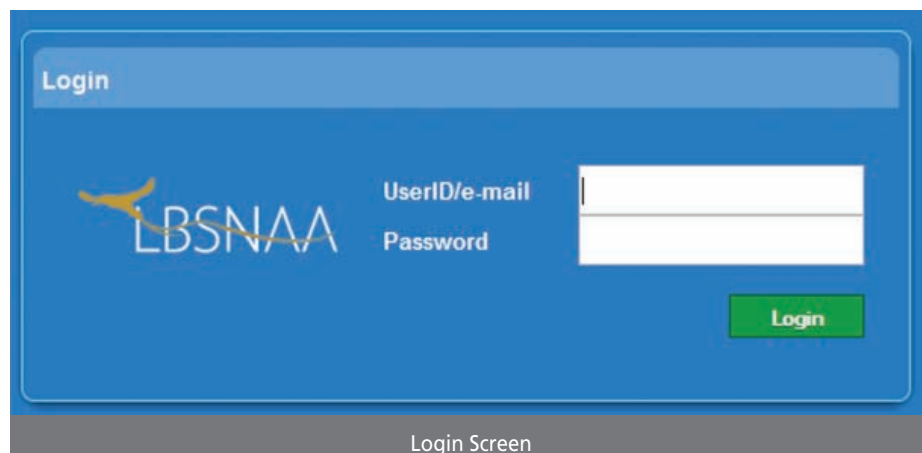 Login
LBSNAA
UserID/e-mail
Password
Login
Login Screen